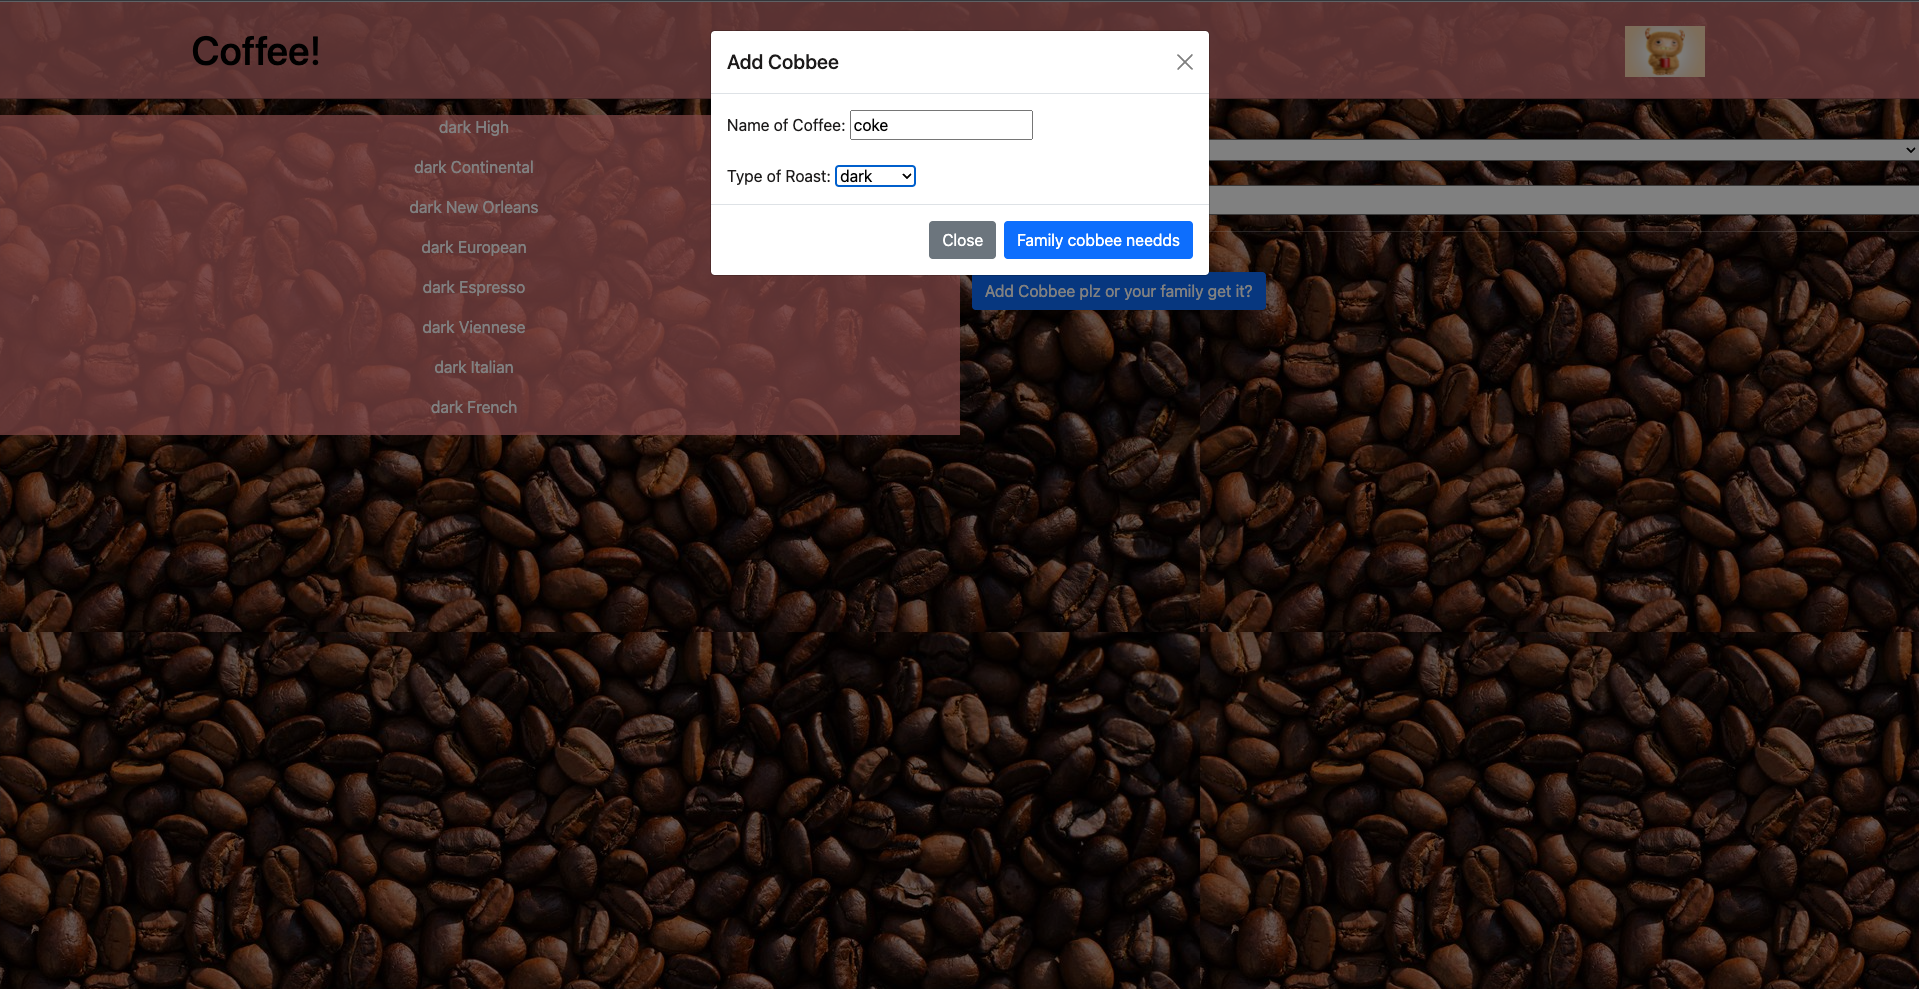 Coffee!
Add Cobbee
Name of Coffee: coke
Type of Roast: dark
Close Family cobbee needds
Add Cobbee plz or your family get it?
dark High
dark Continental
dark New Orleans
dark European
dark Espresso
dark Viennese
dark Italian
dark French